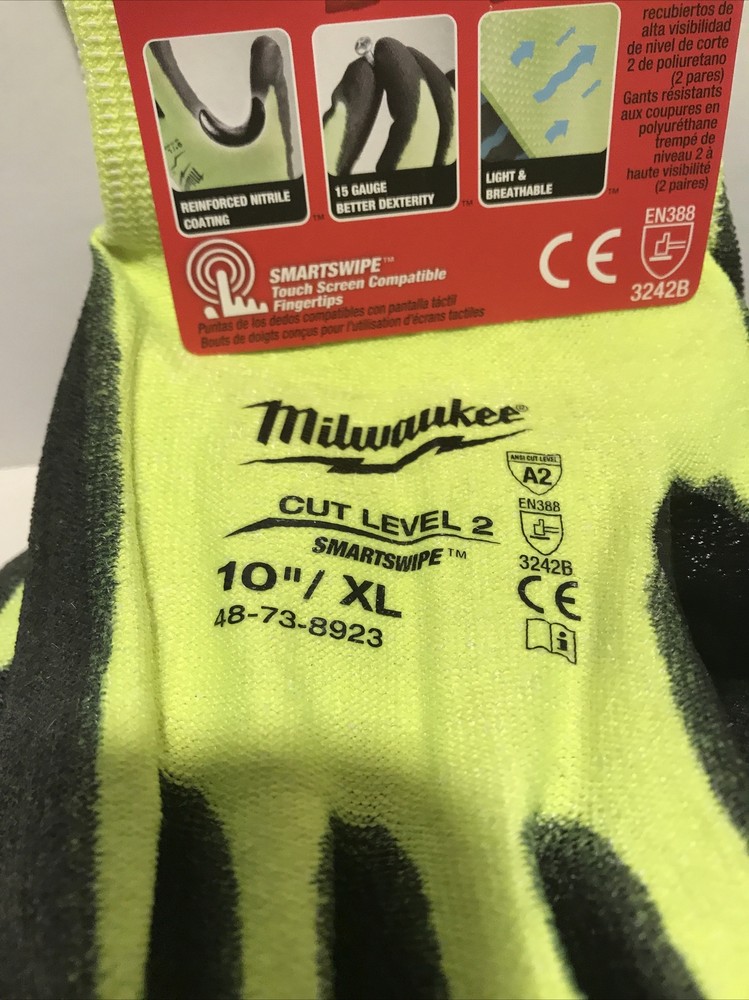 recubiertos de
alta visibilidad
de nivel de corte
2 de poliuretano
(2 pares)
Gants résistants
aux coupures en
polyuréthane
trempé de
niveau 2 à
haute visibilité
(2 paires)
REINFORCED NITRILE
COATING
™
15 GAUGE
BETTER DEXTERITY
™
LIGHT &
BREATHABLE
™
SMARTSWIPE™
Touch Screen Compatible
Fingertips
Puntas de los dedos compatibles con pantalla táctil
Bouts de doigts conçus pour l'utilisation d'écrans tactiles
CE
EN388
3242B
Milwaukee®
CUT LEVEL 2
SMARTSWIPE™
10"/ XL
48-73-8923
ANSI CUT LEVEL
A2
EN388
3242B
CE
i